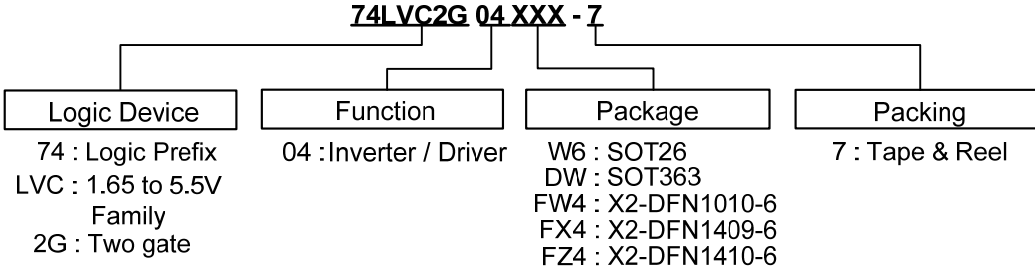 74LVC2G 04 XXX - 7
Logic Device
74 : Logic Prefix
LVC : 1.65 to 5.5V
Family
2G : Two gate
Function
04 : Inverter / Driver
Package
W6 : SOT26
DW : SOT363
FW4 : X2-DFN1010-6
FX4 : X2-DFN1409-6
FZ4 : X2-DFN1410-6
Packing
7 : Tape & Reel